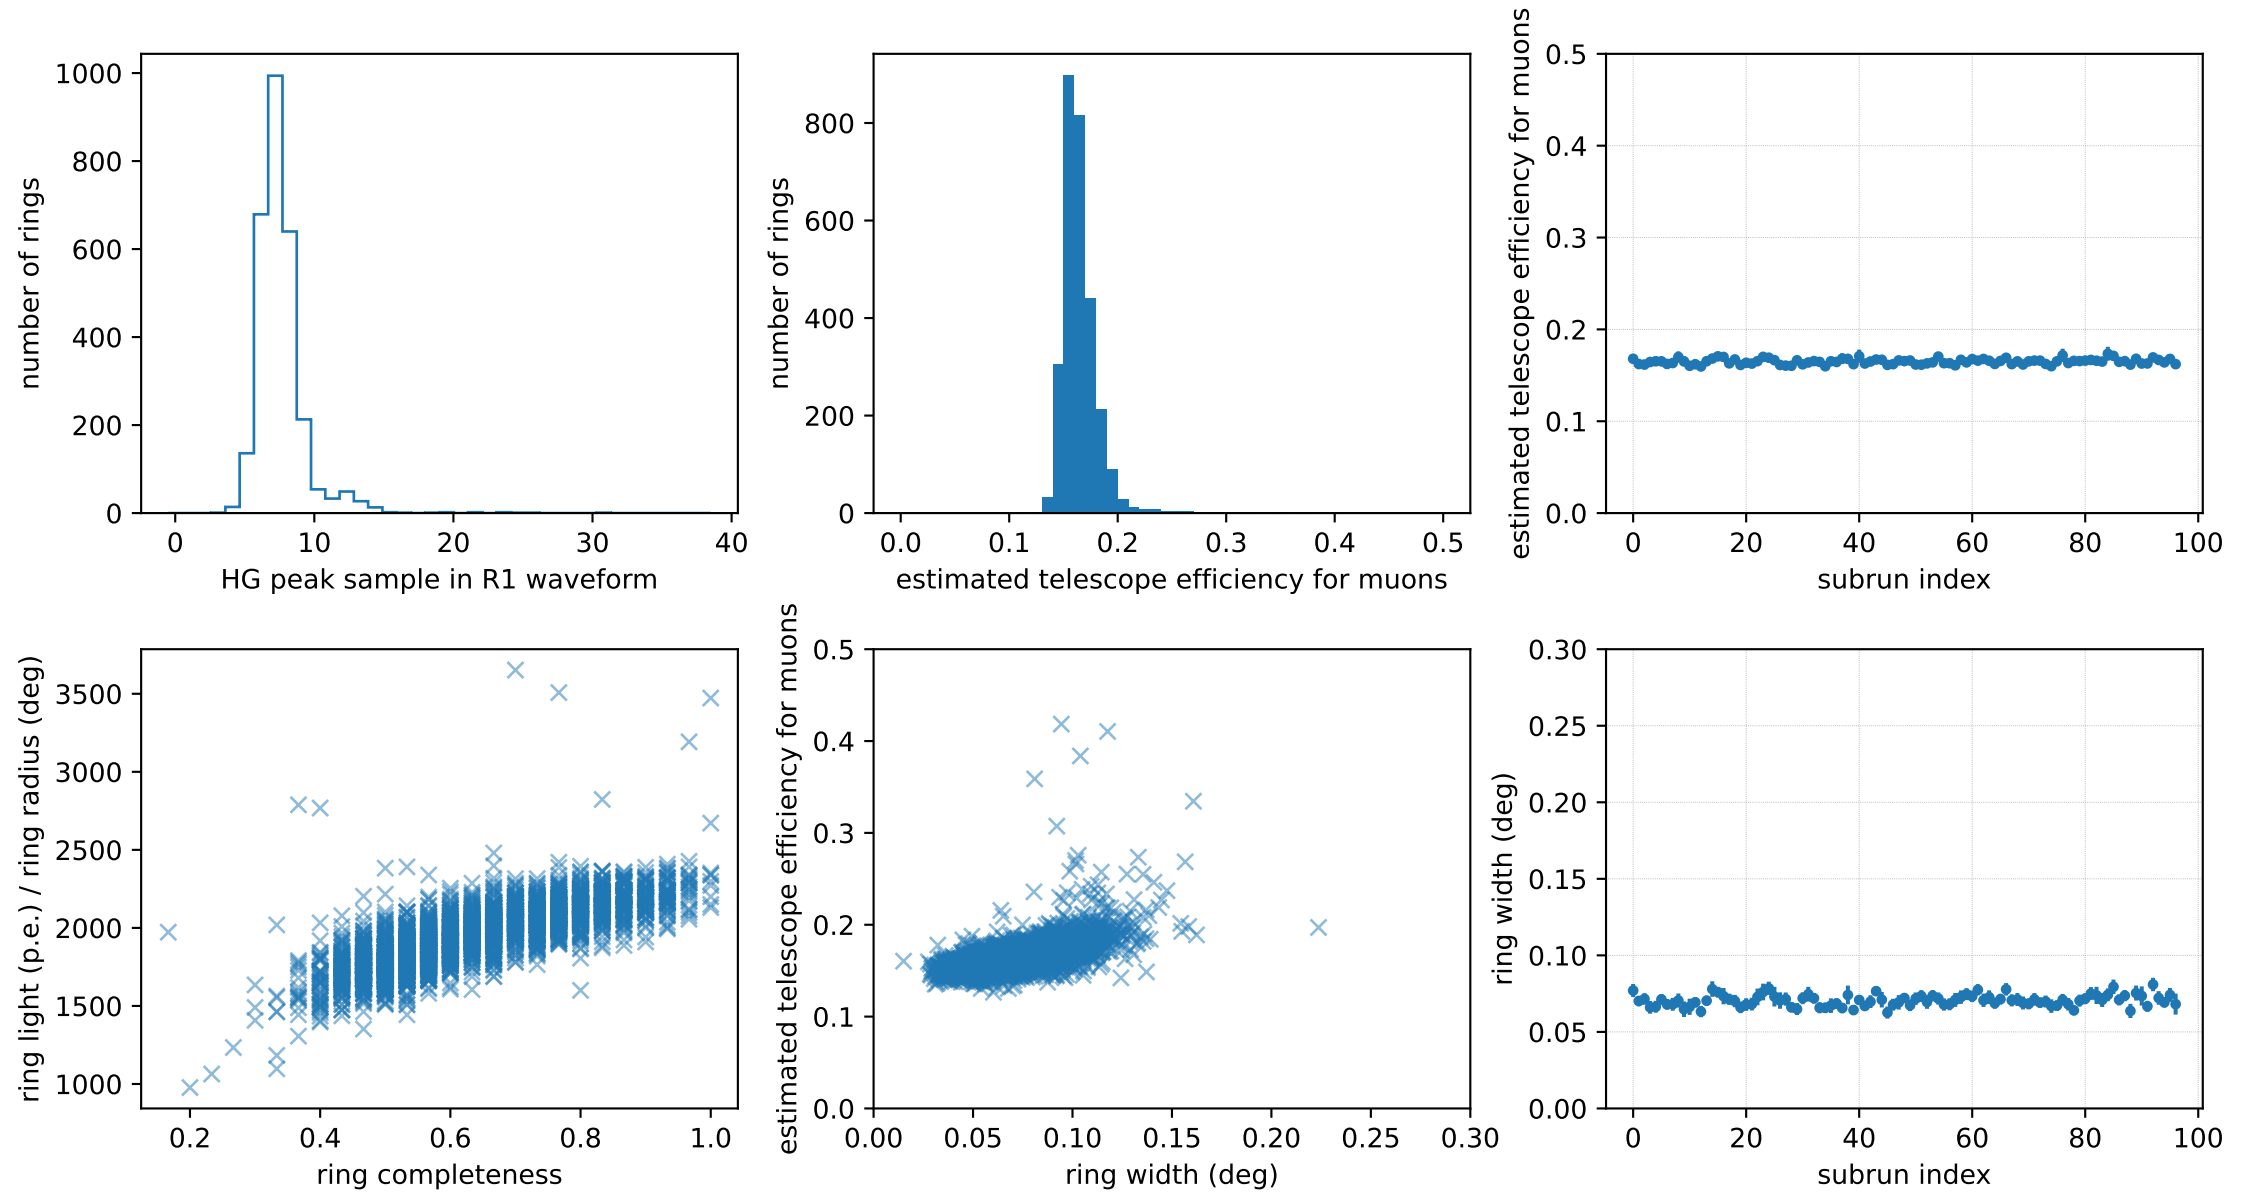 number of rings
1000
800
600
400
200
0
0 10 20 30 40
HG peak sample in R1 waveform
number of rings
800
600
400
200
0
0.0 0.1 0.2 0.3 0.4 0.5
estimated telescope efficiency for muons
estimated telescope efficiency for muons
0.5
0.4
0.3
0.2
0.1
0.0
0 20 40 60 80 100
subrun index
ring light (p.e.) / ring radius (deg)
3500
3000
2500
2000
1500
1000
0.2 0.4 0.6 0.8 1.0
ring completeness
estimated telescope efficiency for muons
0.5
0.4
0.3
0.2
0.1
0.0
0.00 0.05 0.10 0.15 0.20 0.25 0.30
ring width (deg)
ring width (deg)
0.30
0.25
0.20
0.15
0.10
0.05
0.00
0 20 40 60 80 100
subrun index